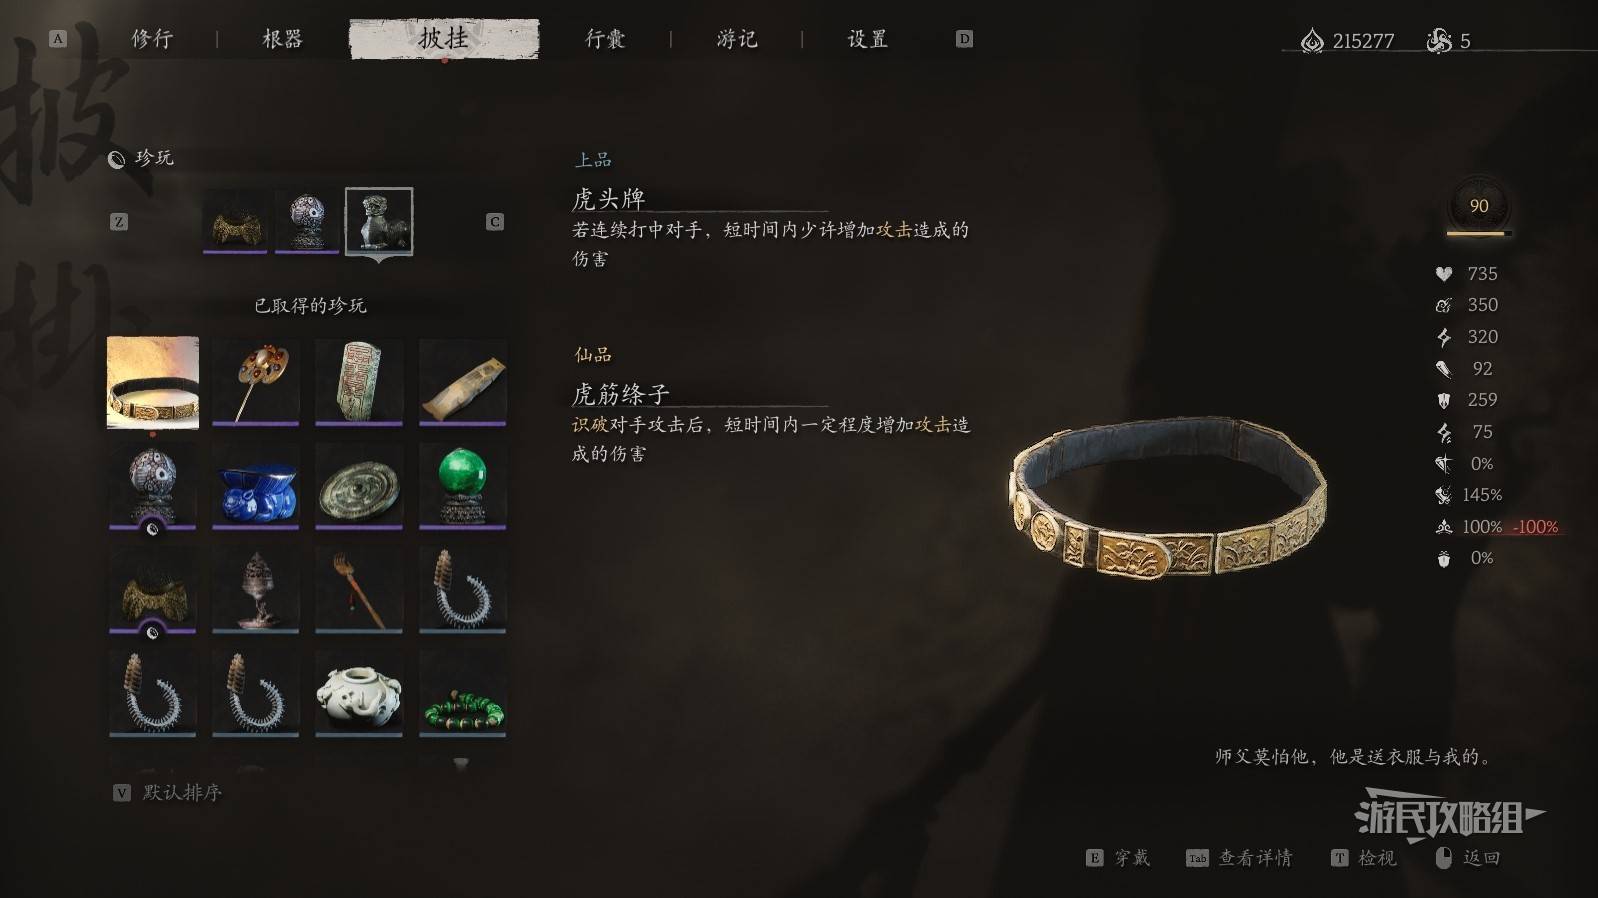 A 修行 | 根器 披挂 行囊 | 游记 | 设置 D
215277 5
披挂
珍玩
Z C
已取得的珍玩
V 默认排序
上品
虎头牌
若连续打中对手，短时间内少许增加攻击造成的
伤害
仙品
虎筋绦子
识破对手攻击后，短时间内一定程度增加攻击造
成的伤害
90
735
350
320
92
259
75
0%
145%
100% -100%
0%
师父莫怕他，他是送衣服与我的。
游民攻略组
E 穿戴 Tab 查看详情 T 检视 返回